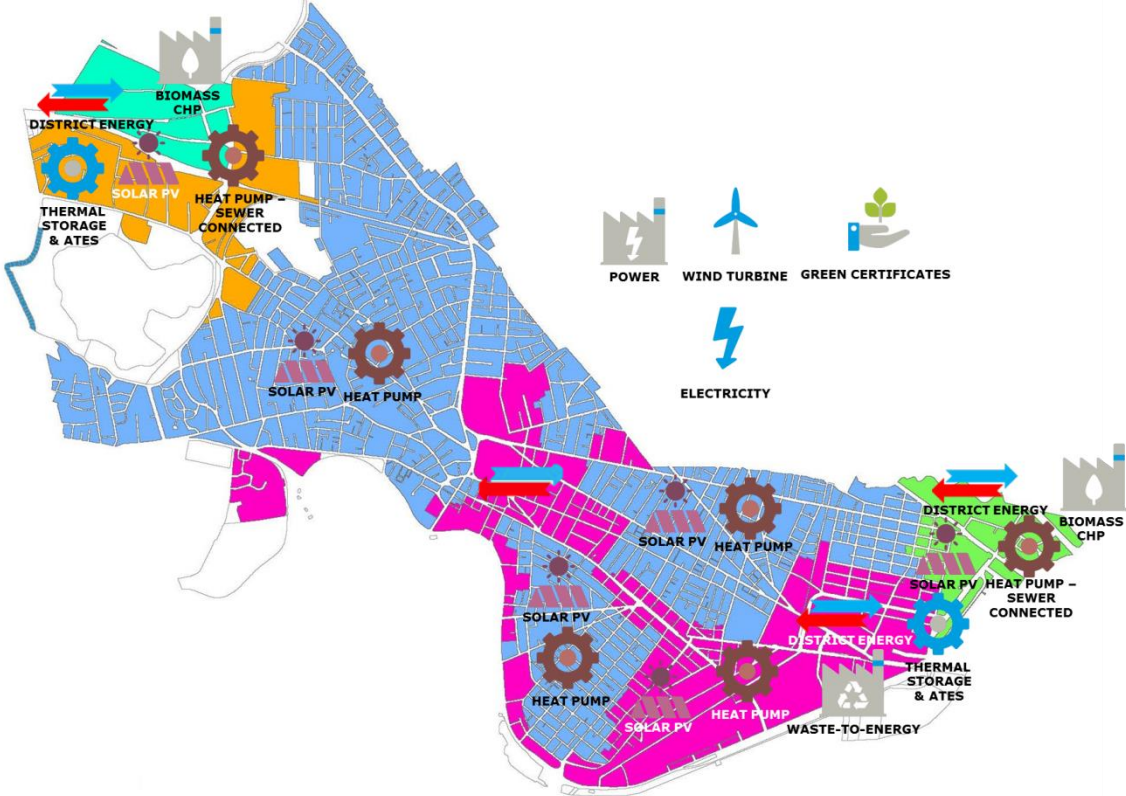 BIOMASS
CHP
DISTRICT ENERGY
SOLAR PV
HEAT PUMP –
SEWER
CONNECTED
THERMAL
STORAGE
& ATES
POWER
WIND TURBINE
GREEN CERTIFICATES
ELECTRICITY
SOLAR PV
HEAT PUMP
DISTRICT ENERGY
BIOMASS
CHP
SOLAR PV
HEAT PUMP
SOLAR PV
HEAT PUMP –
SEWER
CONNECTED
SOLAR PV
DISTRICT ENERGY
THERMAL
STORAGE
& ATES
HEAT PUMP
SOLAR PV
HEAT PUMP
WASTE-TO-ENERGY